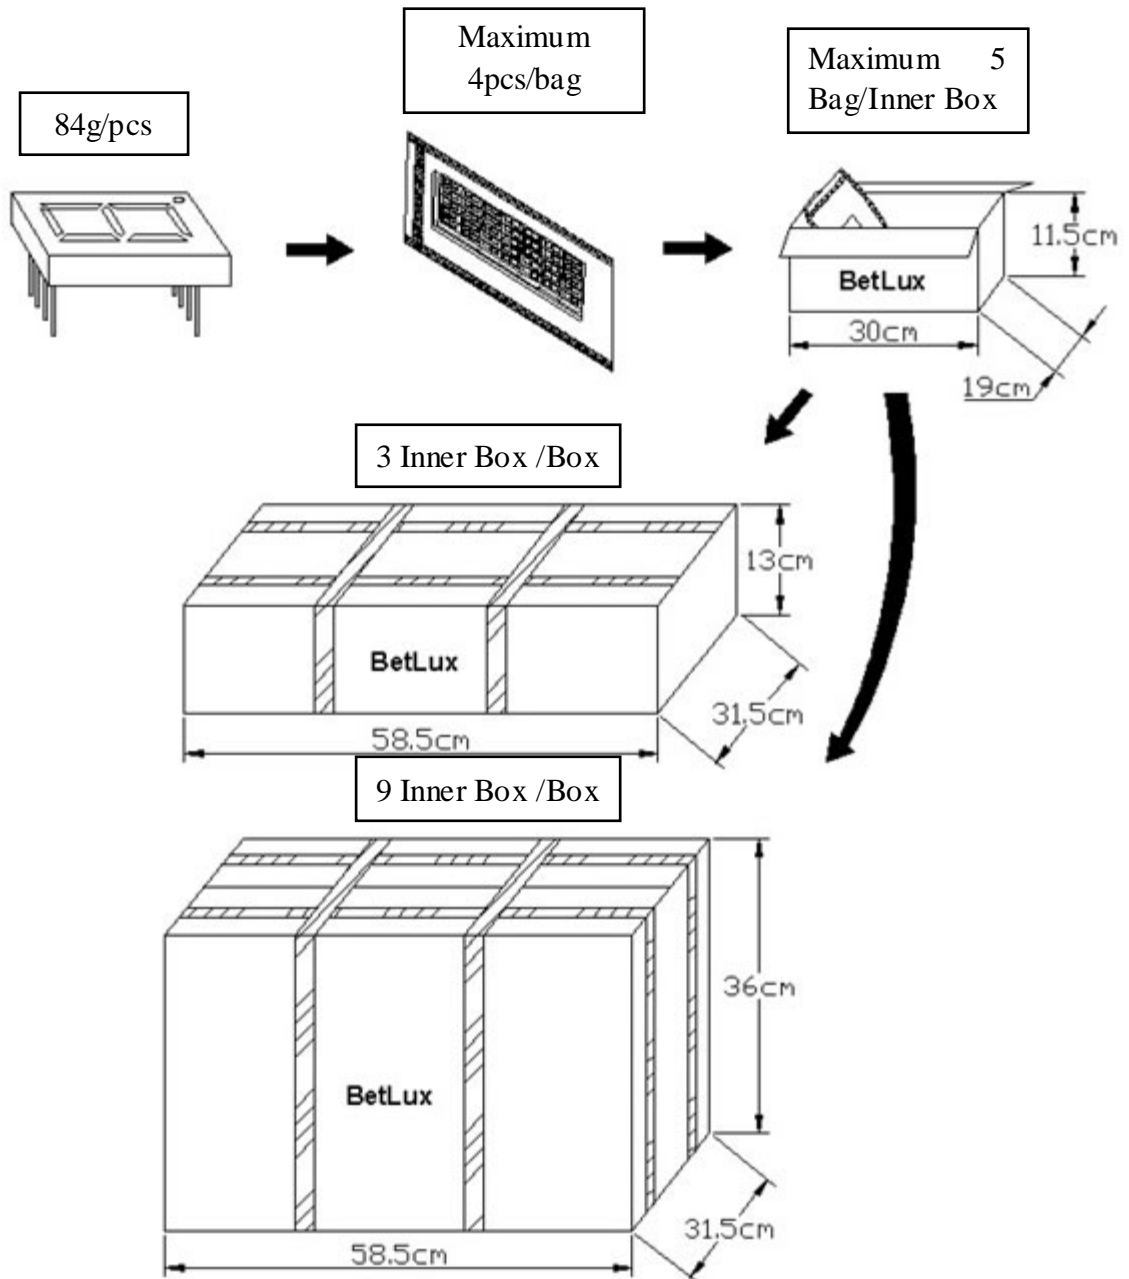 Maximum
4pcs/bag
Maximum 5
Bag/Inner Box
84g/pcs
11.5cm
BetLux
30cm
19cm
3 Inner Box /Box
13cm
BetLux
31.5cm
58.5cm
9 Inner Box /Box
36cm
BetLux
31.5cm
58.5cm